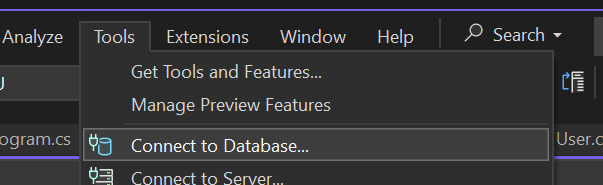 Analyze Tools Extensions Window Help Search
Get Tools and Features...
Manage Preview Features
ogram.cs Connect to Database... User.c
Connect to Server...